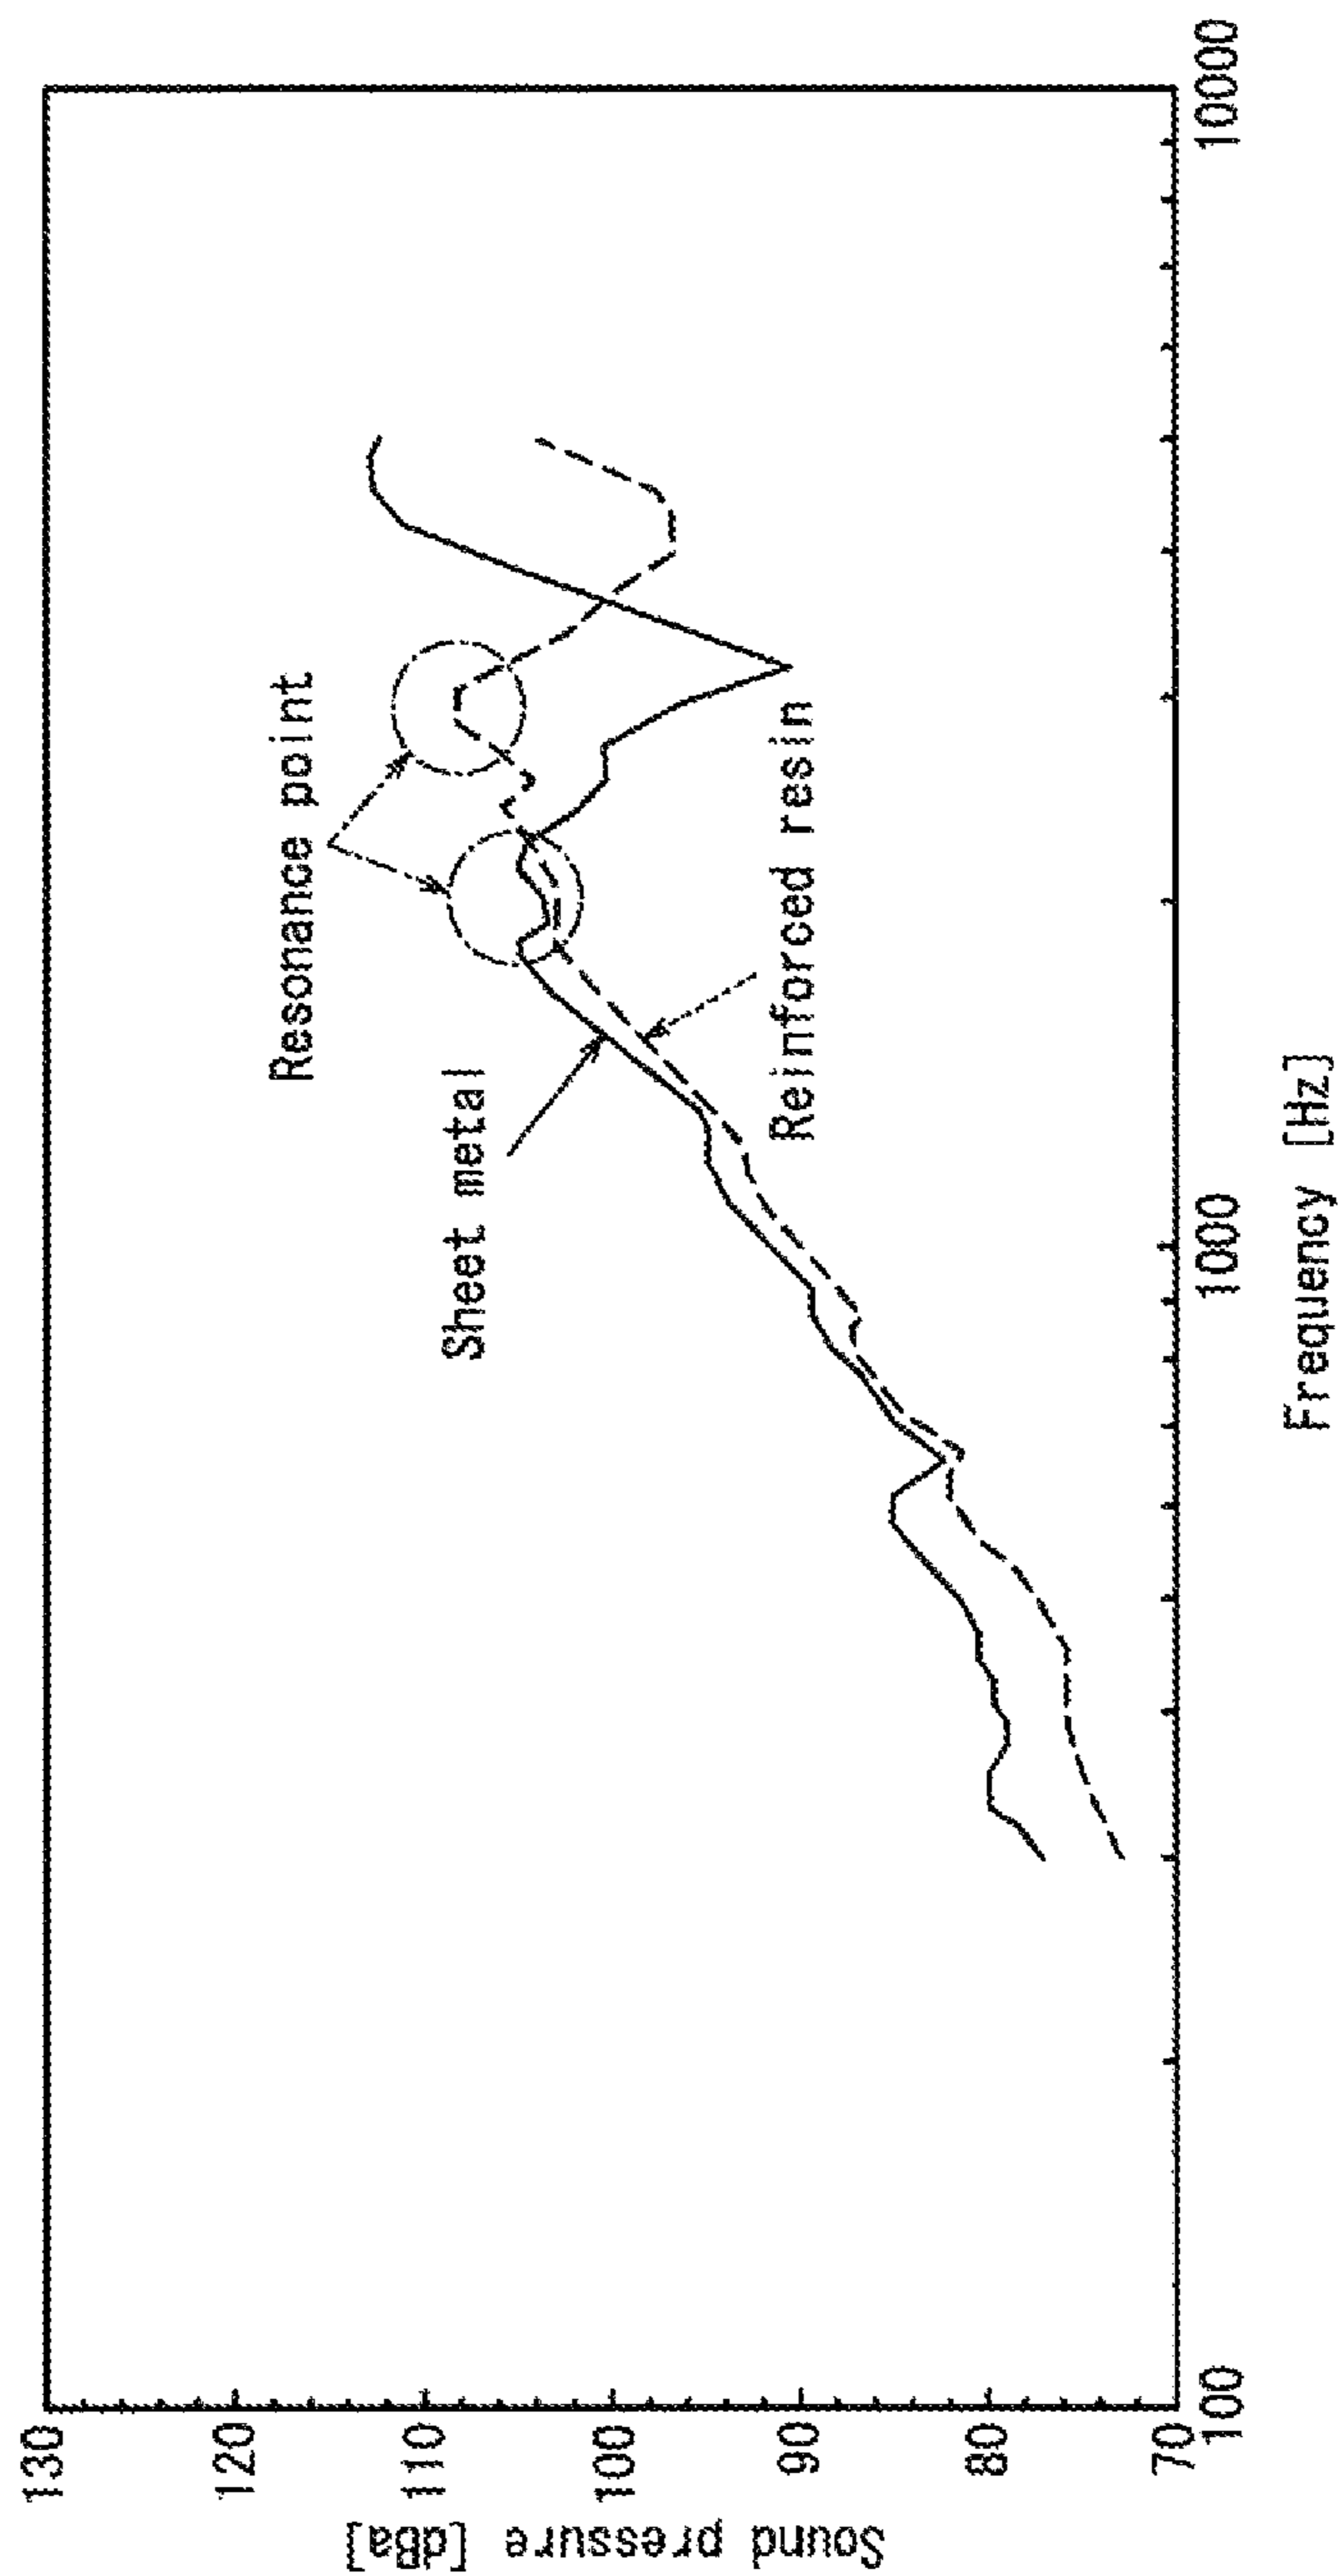 130
120
110
100
90
80
70
Sound pressure [dBa]
Resonance point
Sheet metal
Reinforced resin
100
1000
10000
Frequency [Hz]